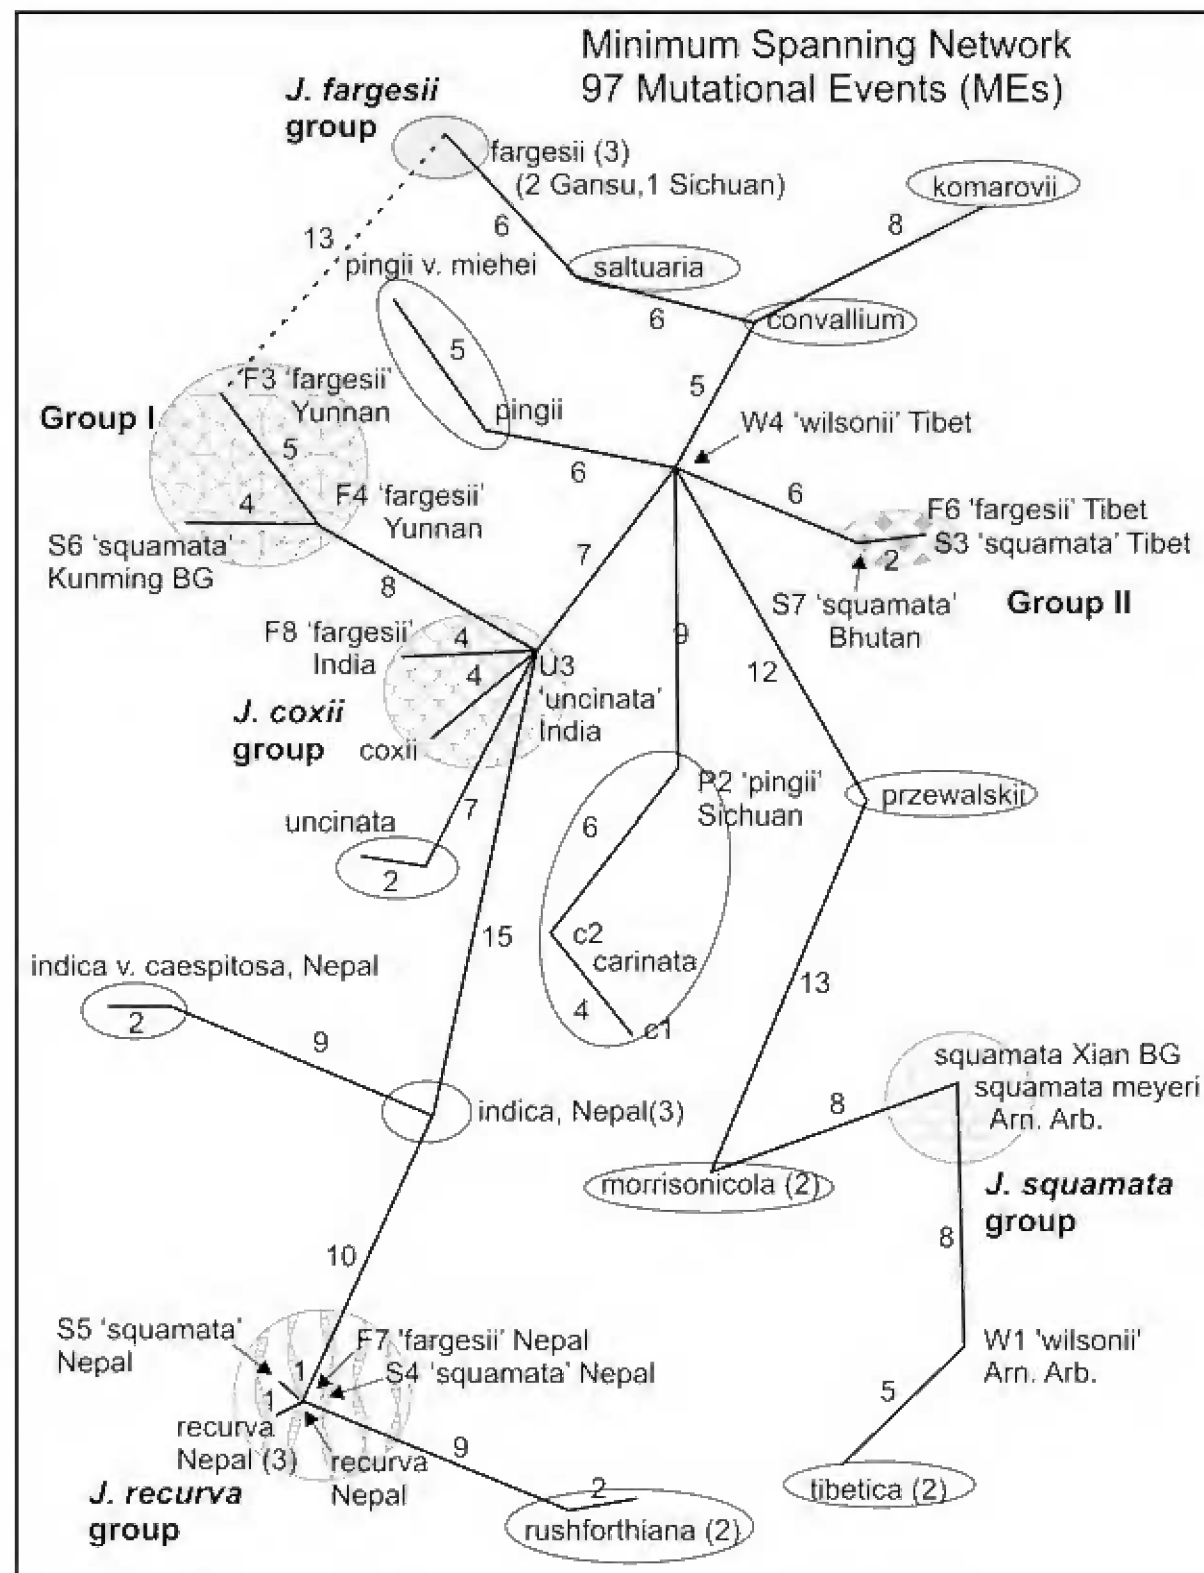 Minimum Spanning Network
97 Mutational Events (MEs)
J. fargesii
group
fargesii (3)
(2 Gansu,1 Sichuan)
komarovii
13
6
8
pingii v. miehei
saltuaria
6
convallium
5
5
F3 'fargesii'
Yunnan
Group I
pingii
W4 'wilsonii' Tibet
5
6
6
4
F4 'fargesii'
Yunnan
F6 'fargesii' Tibet
S3 'squamata' Tibet
2
S6 'squamata'
Kunming BG
7
8
S7 'squamata'
Bhutan
Group II
F8 'fargesii'
India
4
9
U3
'uncinata'
India
4
12
J. coxii
group
coxii
P2 'pingii'
Sichuan
przewalskii
uncinata
7
6
2
15
c2
carinata
indica v. caespitosa, Nepal
13
2
4
c1
9
squamata Xian BG
squamata meyeri
Arn. Arb.
8
indica, Nepal(3)
morrisonicola (2)
J. squamata
group
8
10
S5 'squamata'
Nepal
F7 'fargesii' Nepal
S4 'squamata' Nepal
1
1
W1 'wilsonii'
Arn. Arb.
5
recurva
Nepal (3)
recurva
Nepal
9
J. recurva
group
2
rushforthiana (2)
tibetica (2)